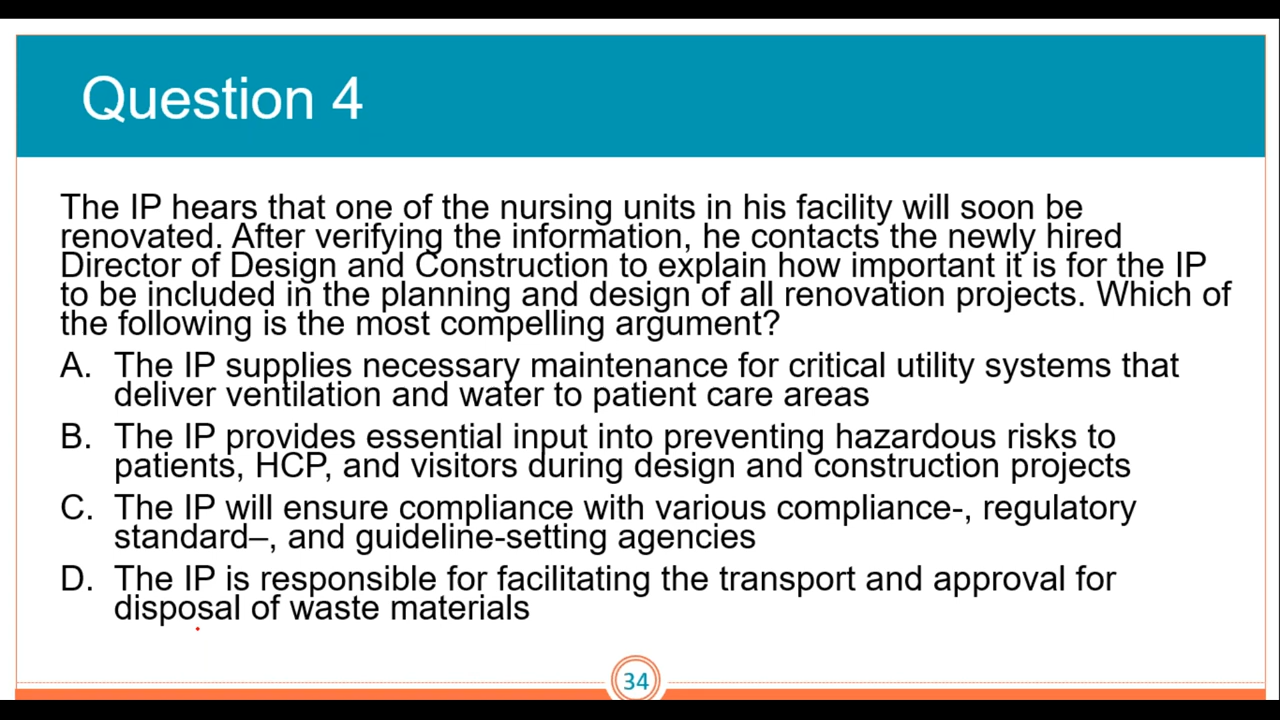 Question 4
The IP hears that one of the nursing units in his facility will soon be
renovated. After verifying the information, he contacts the newly hired
Director of Design and Construction to explain how important it is for the IP
to be included in the planning and design of all renovation projects. Which of
the following is the most compelling argument?
A. The IP supplies necessary maintenance for critical utility systems that
deliver ventilation and water to patient care areas
B. The IP provides essential input into preventing hazardous risks to
patients, HCP, and visitors during design and construction projects
C. The IP will ensure compliance with various compliance-, regulatory
standard–, and guideline-setting agencies
D. The IP is responsible for facilitating the transport and approval for
disposal of waste materials
34